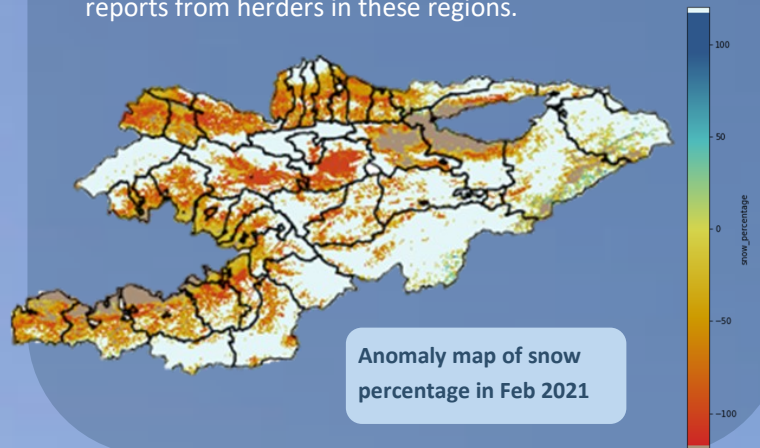 reports from herders in these regions.
100
50
0
−50
−100
snow_percentage
Anomaly map of snow
percentage in Feb 2021